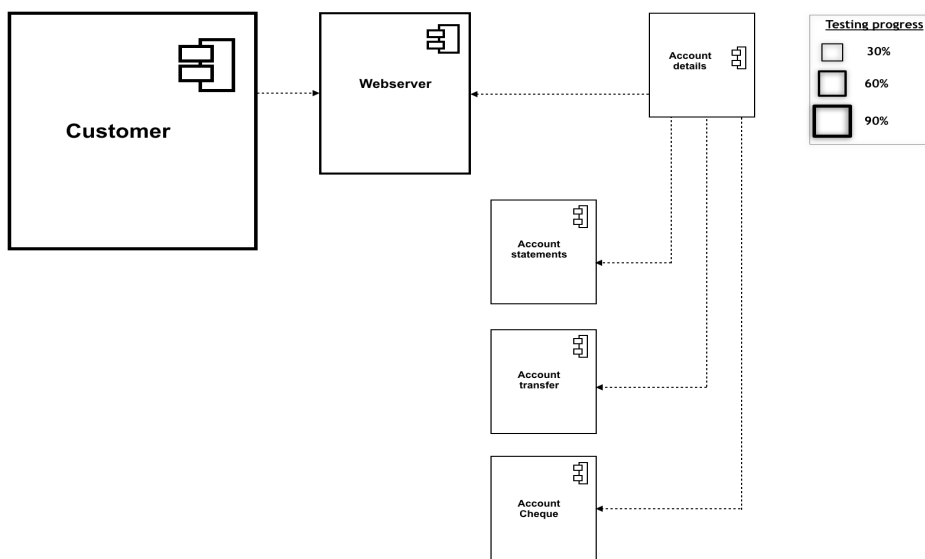 Customer
Webserver
Account
details
Testing progress
30%
60%
90%
Account
statements
Account
transfer
Account
Cheque